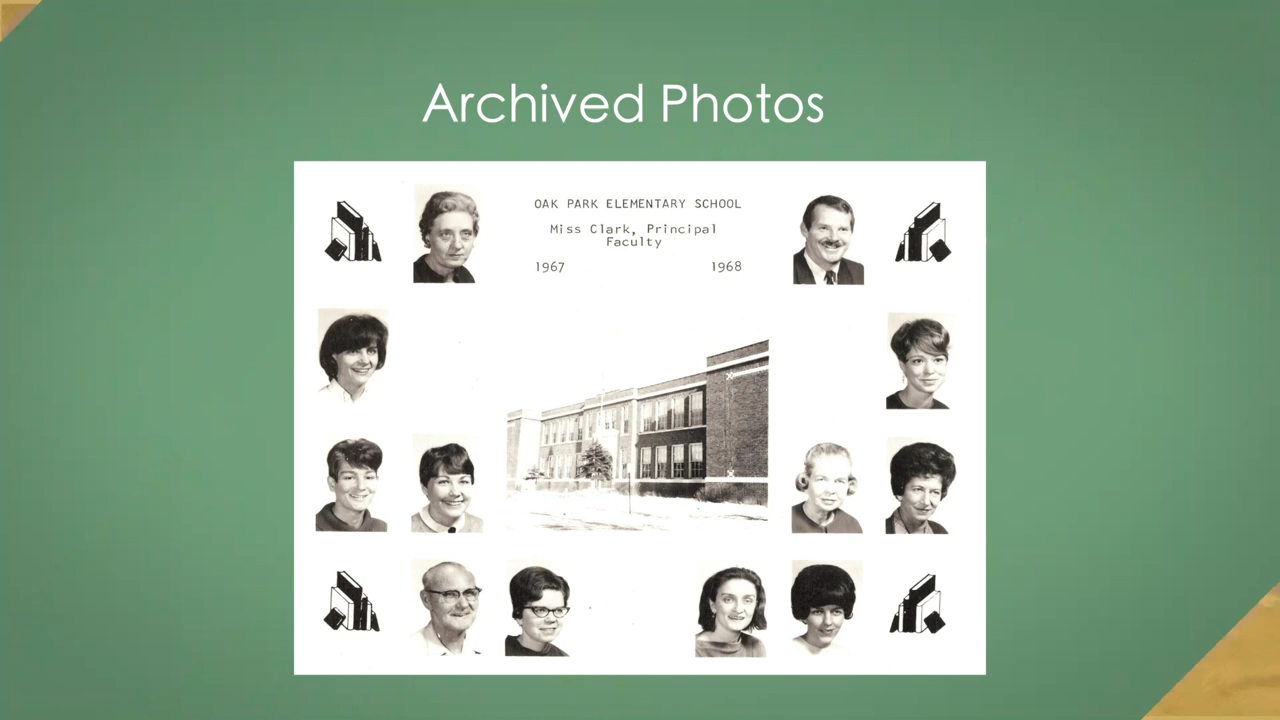 Archived Photos
OAK PARK ELEMENTARY SCHOOL
Miss Clark, Principal
Faculty
1967 1968